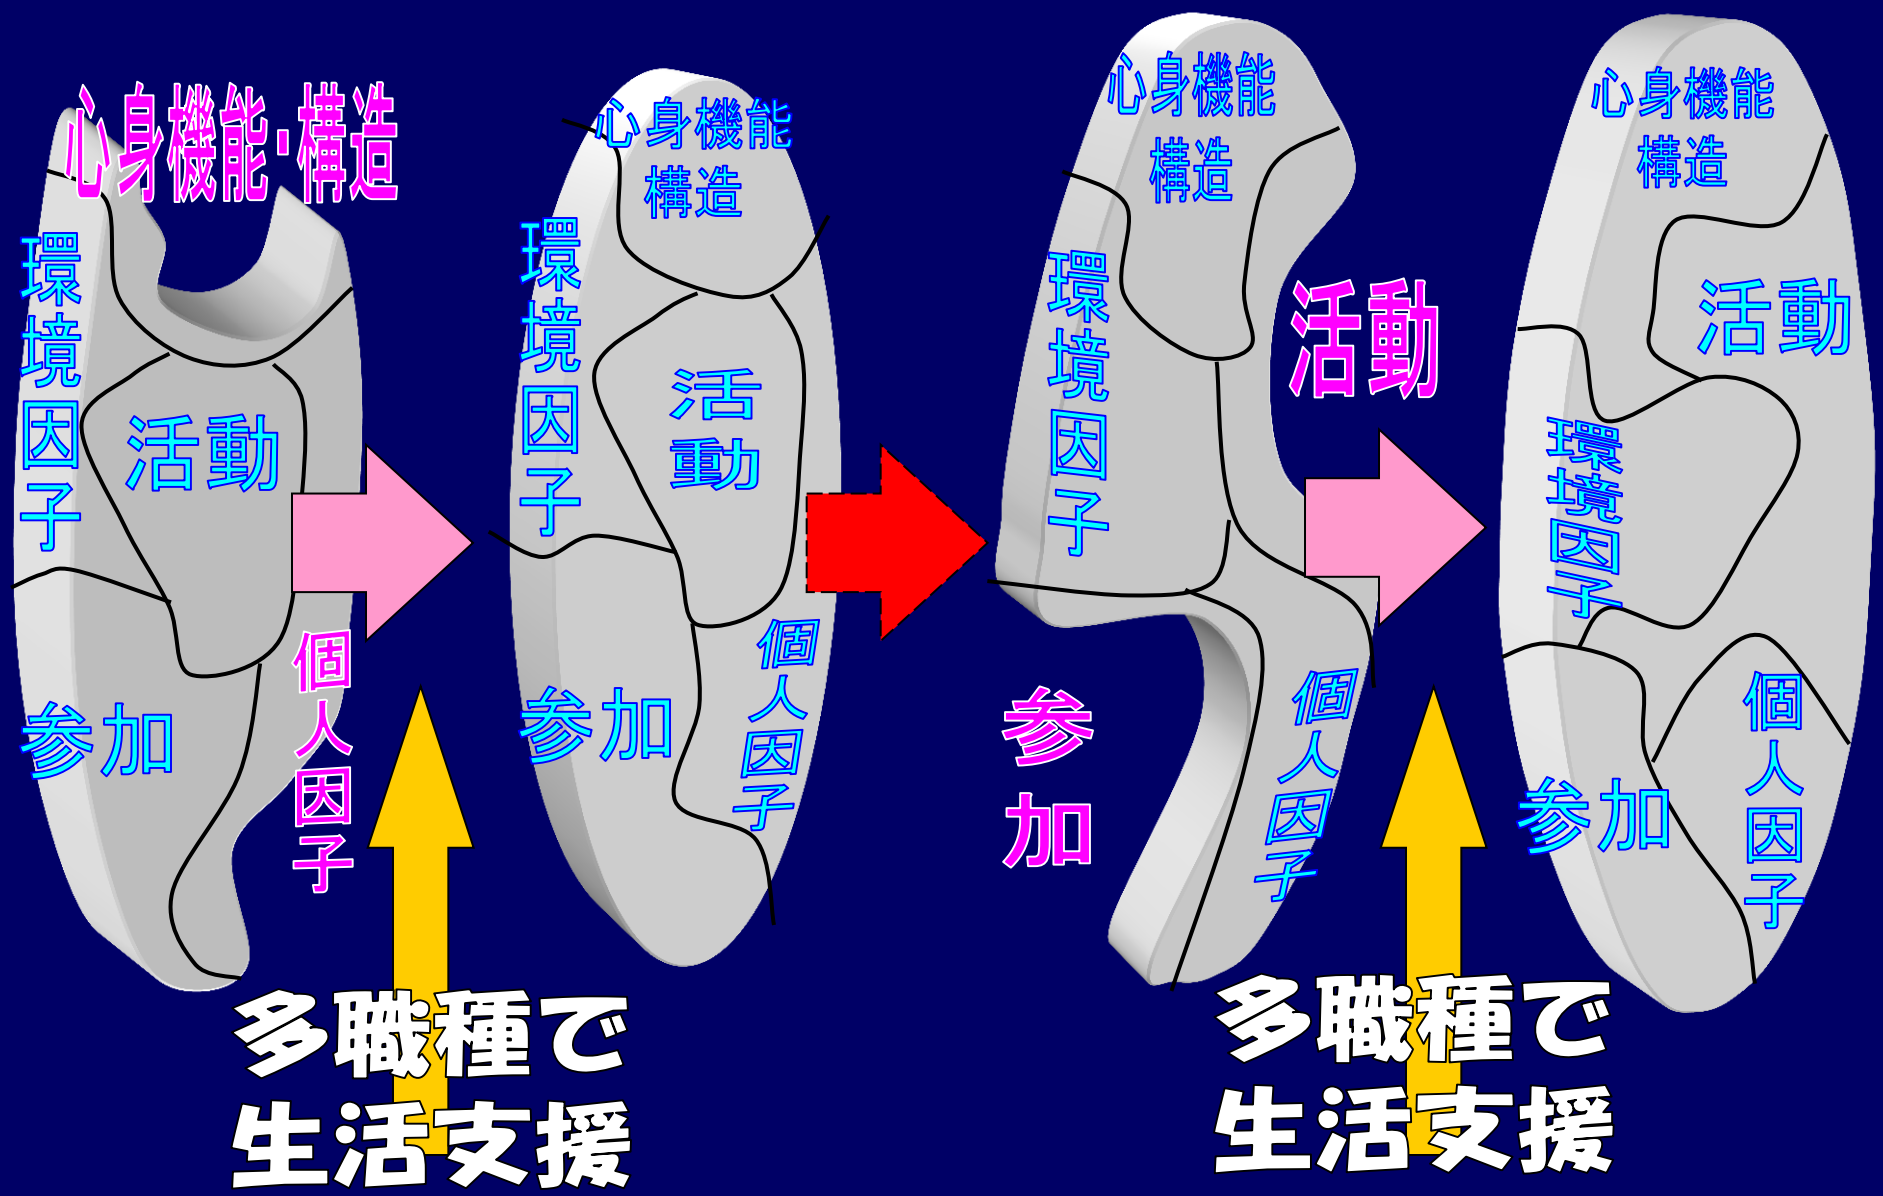 心身機能・構造
環境因子
活動
参加
個人因子
心身機能
構造
環境因子
活
動
参加
個人因子
多職種で
生活支援
心身機能
構造
環境因子
活動
参
加
個人因子
心身機能
構造
活動
環境因子
参加
個人因子
多職種で
生活支援